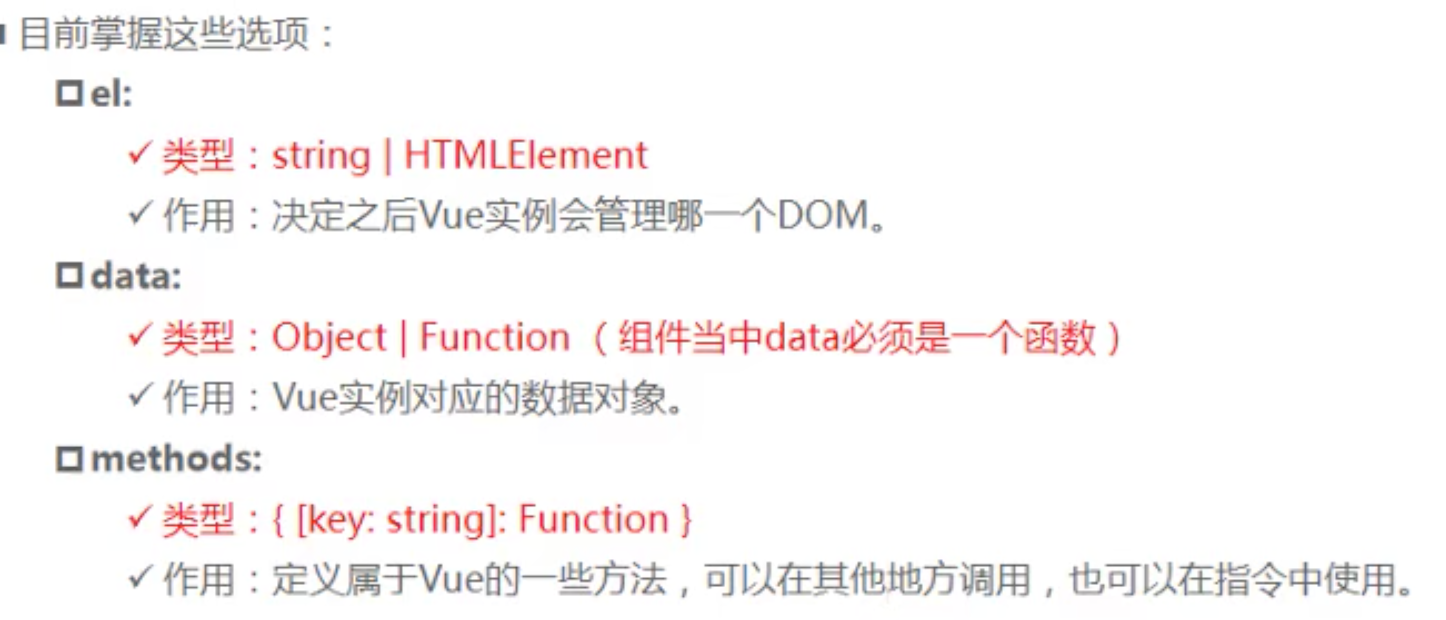 目前掌握这些选项：
el:
✓ 类型：string | HTMLElement
✓ 作用：决定之后Vue实例会管理哪一个DOM。
data:
✓ 类型：Object | Function （组件当中data必须是一个函数）
✓ 作用：Vue实例对应的数据对象。
methods:
✓ 类型：{ [key: string]: Function }
✓ 作用：定义属于Vue的一些方法，可以在其他地方调用，也可以在指令中使用。